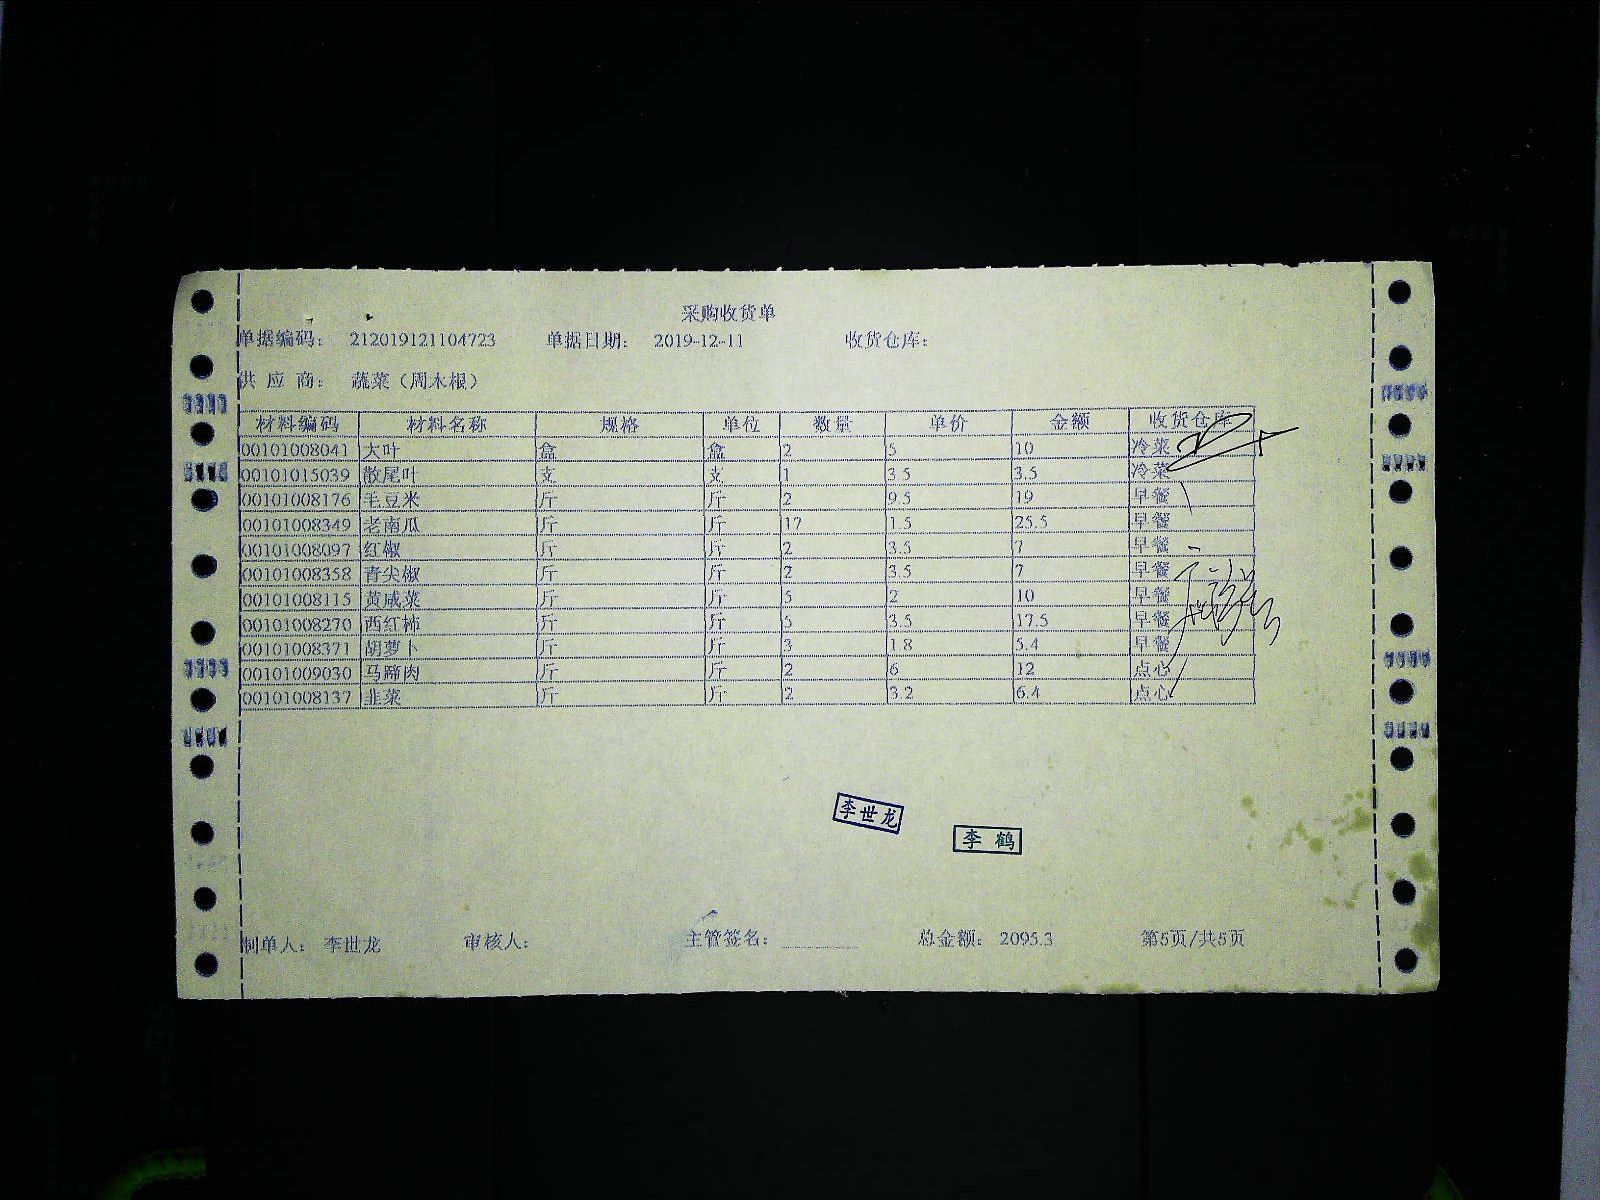 采购收货单
单据编码： 212019121104723 单据日期： 2019-12-11 收货仓库：
供 应 商： 蔬菜（周木根）
材料编码 材料名称 规格 单位 数量 单价 金额 收货仓库
00101008041 大叶 盒 盒 2 5 10 冷菜
00101015039 散尾叶 支 支 1 3.5 3.5 冷菜
00101008176 毛豆米 斤 斤 2 9.5 19 早餐
00101008349 老南瓜 斤 斤 17 1.5 25.5 早餐
00101008097 红椒 斤 斤 2 3.5 7 早餐
00101008358 青尖椒 斤 斤 2 3.5 7 早餐
00101008115 黄咸菜 斤 斤 5 2 10 早餐
00101008270 西红柿 斤 斤 5 3.5 17.5 早餐
00101008371 胡萝卜 斤 斤 3 1.8 5.4 早餐
00101009030 马蹄肉 斤 斤 2 6 12 点心
00101008137 韭菜 斤 斤 2 3.2 6.4 点心
李世龙
李 鹤
制单人： 李世龙 审核人： 主管签名： 总金额： 2095.3 第5页/共5页